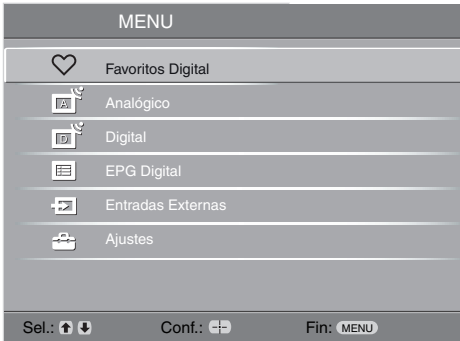 MENU
Favoritos Digital
A Analógico
D Digital
EPG Digital
Entradas Externas
Ajustes
Sel.: Conf.: Fin: MENU